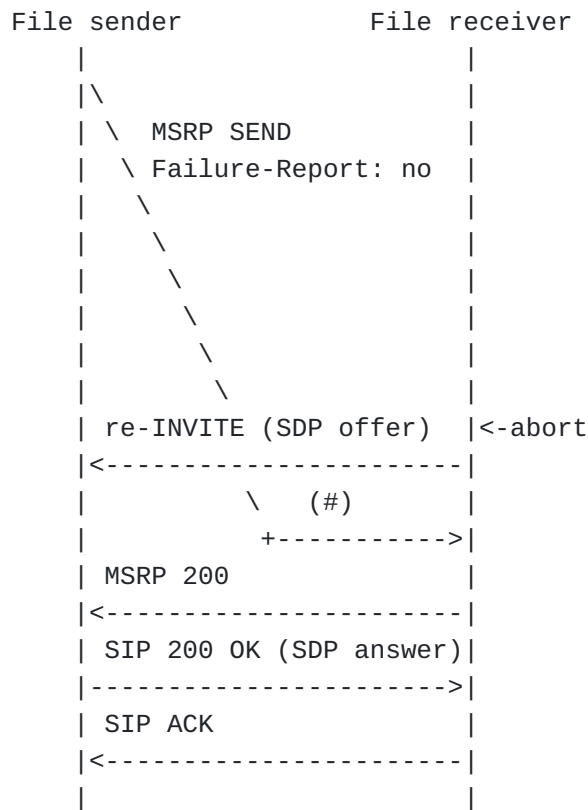 File sender            File receiver
MSRP SEND
Failure-Report: no
re-INVITE (SDP offer)  |<-abort
(#)
MSRP 200
SIP 200 OK (SDP answer)
SIP ACK